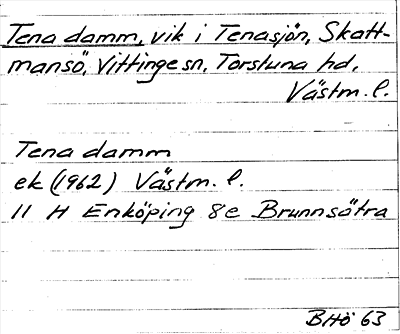 Tena damm, vik i Tenasjön, Skatt-
mansö, Vittinge sn, Torstuna hd,
Västm. l.
Tena damm
ek (1962) Västm. l.
11 H Enköping 8e Brunnsätra
BHö 63